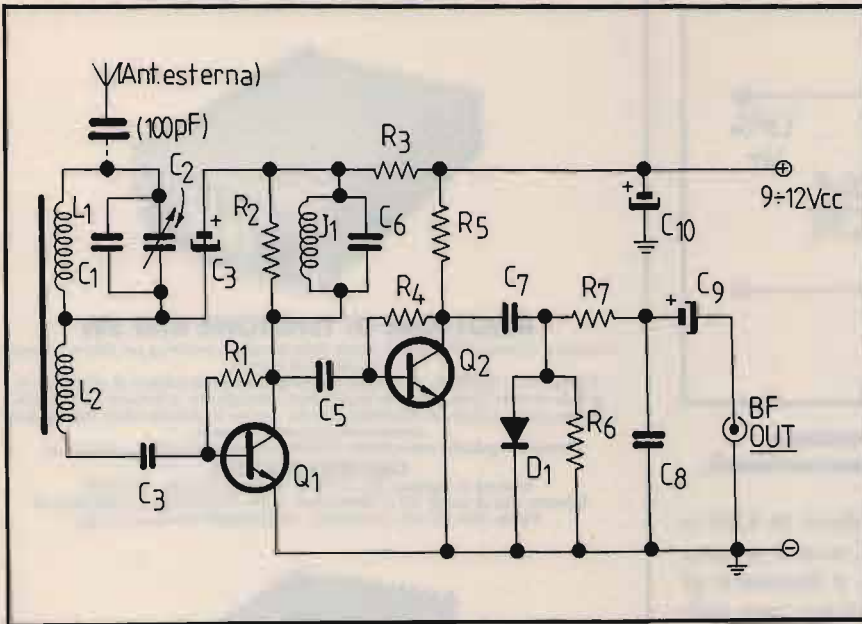 (Ant.esterna)
(100pF)
C2
R3
L1
C1
R2
+
C3
J1
C6
R5
+
C10
+
9÷12Vcc
R4
C7
R7
+
C9
L2
R1
C5
Q2
C3
Q1
D1
R6
C8
BF
OUT
−